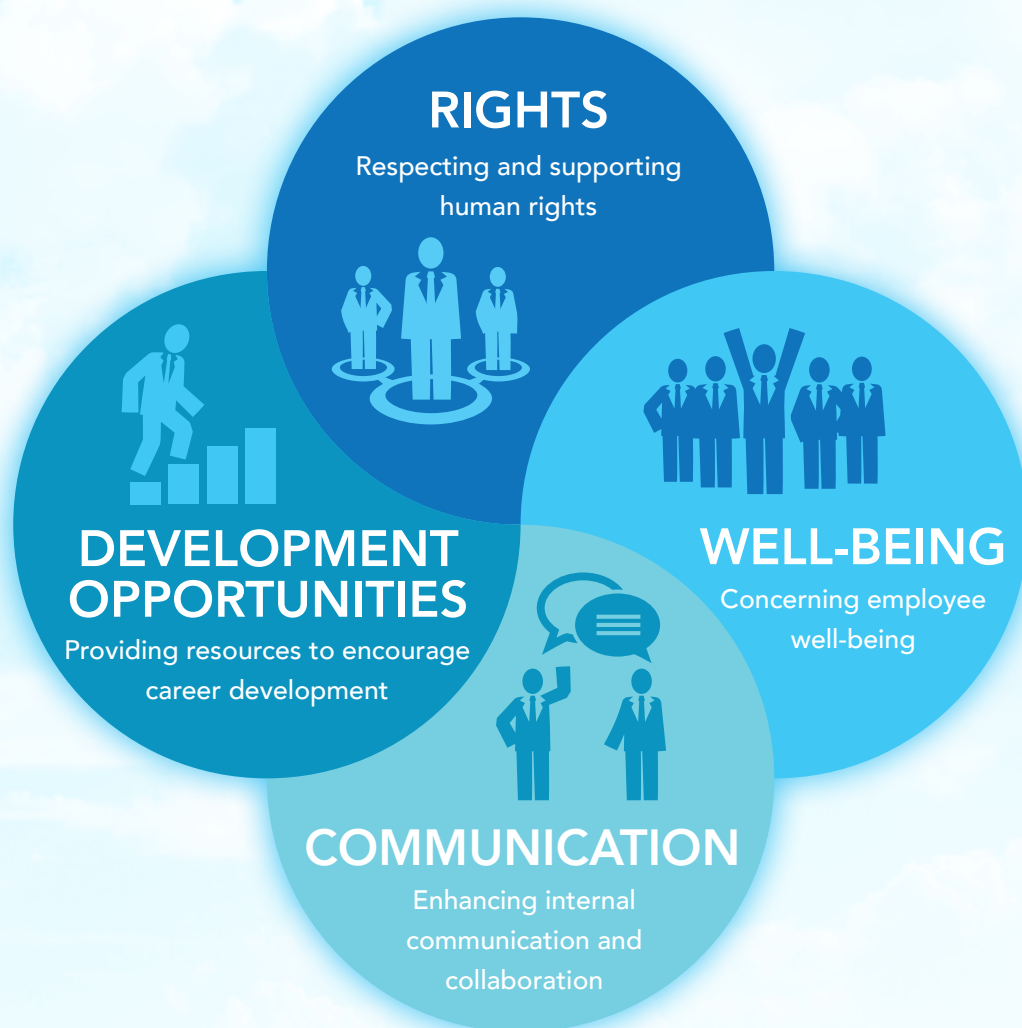 RIGHTS
Respecting and supporting
human rights
DEVELOPMENT
OPPORTUNITIES
Providing resources to encourage
career development
WELL-BEING
Concerning employee
well-being
COMMUNICATION
Enhancing internal
communication and
collaboration